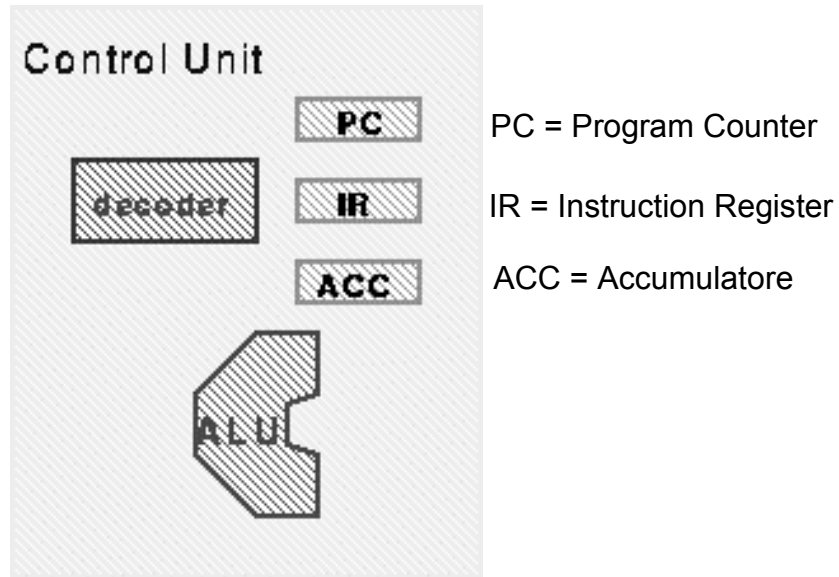 Control Unit
PC
PC = Program Counter
decoder
IR
IR = Instruction Register
ACC
ACC = Accumulatore
ALU